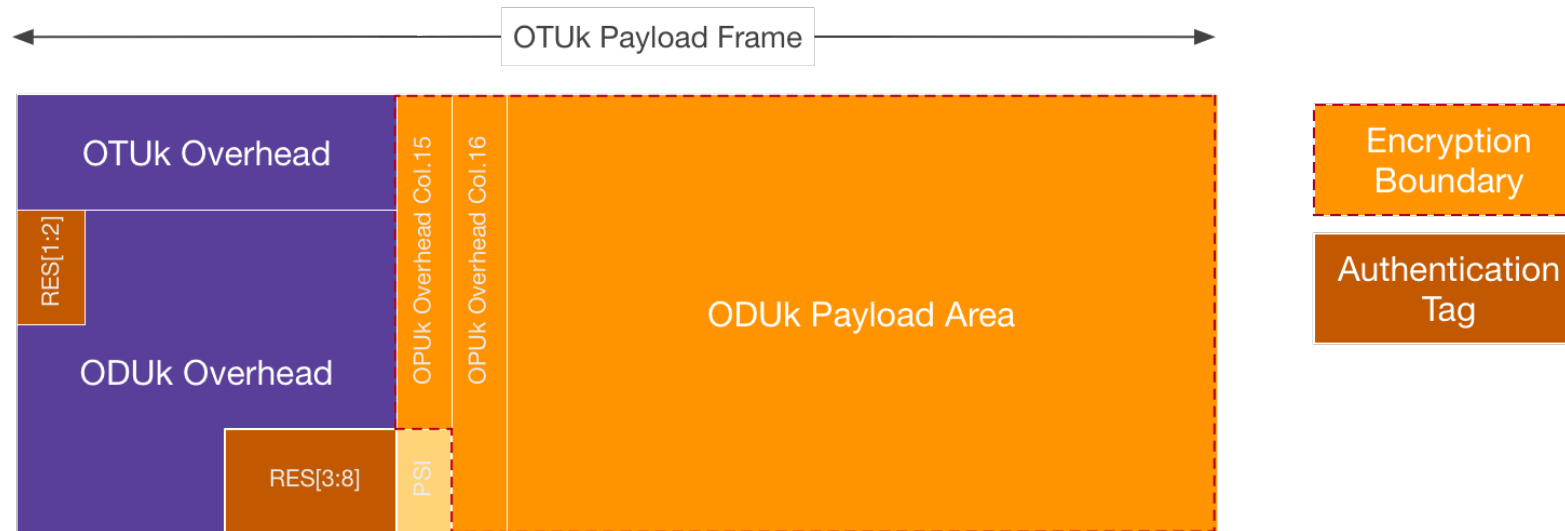 OTUk Payload Frame
OTUk Overhead
RES[1:2]
ODUk Overhead
RES[3:8]
OPUk Overhead Col.15
PSI
OPUk Overhead Col.16
ODUk Payload Area
Encryption
Boundary
Authentication
Tag